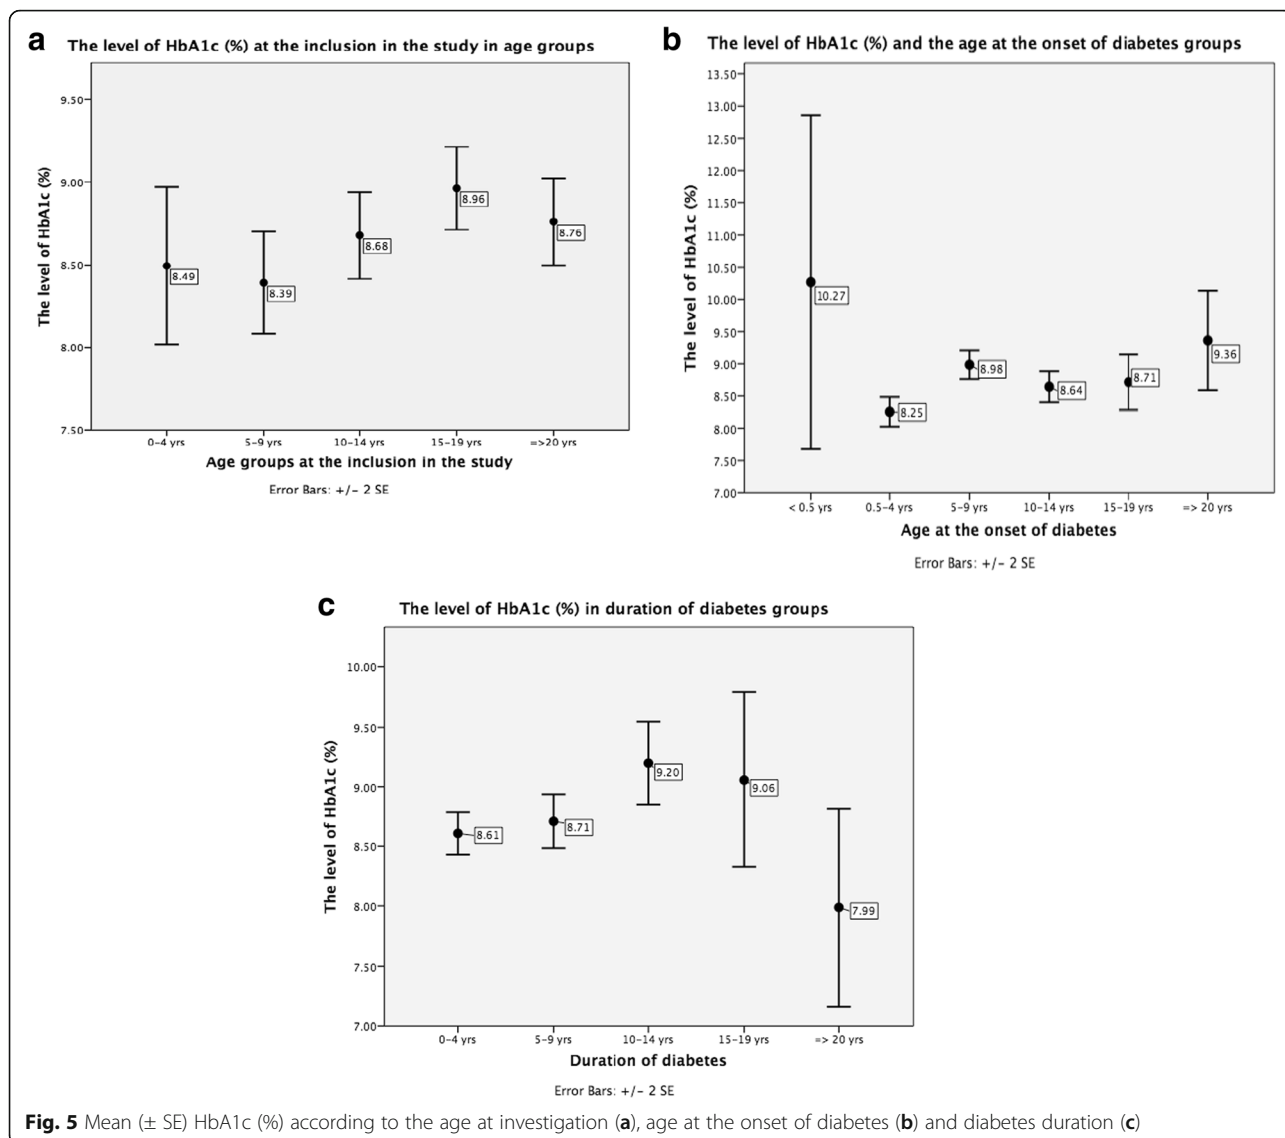 a The level of HbA1c (%) at the inclusion in the study in age groups
The level of HbA1c (%)
9.50
9.00
8.50
8.00
7.50
8.49
8.39
8.68
8.96
8.76
0-4 yrs 5-9 yrs 10-14 yrs 15-19 yrs =>20 yrs
Age groups at the inclusion in the study
Error Bars: +/- 2 SE
b The level of HbA1c (%) and the age at the onset of diabetes groups
The level of HbA1c (%)
13.50
13.00
12.50
12.00
11.50
11.00
10.50
10.00
9.50
9.00
8.50
8.00
7.50
7.00
10.27
8.25
8.98
8.64
8.71
9.36
< 0.5 yrs 0.5-4 yrs 5-9 yrs 10-14 yrs 15-19 yrs => 20 yrs
Age at the onset of diabetes
Error Bars: +/- 2 SE
c The level of HbA1c (%) in duration of diabetes groups
The level of HbA1c (%)
10.00
9.50
9.00
8.50
8.00
7.50
7.00
8.61
8.71
9.20
9.06
7.99
0-4 yrs 5-9 yrs 10-14 yrs 15-19 yrs => 20 yrs
Duration of diabetes
Error Bars: +/- 2 SE
Fig. 5 Mean (± SE) HbA1c (%) according to the age at investigation (a), age at the onset of diabetes (b) and diabetes duration (c)